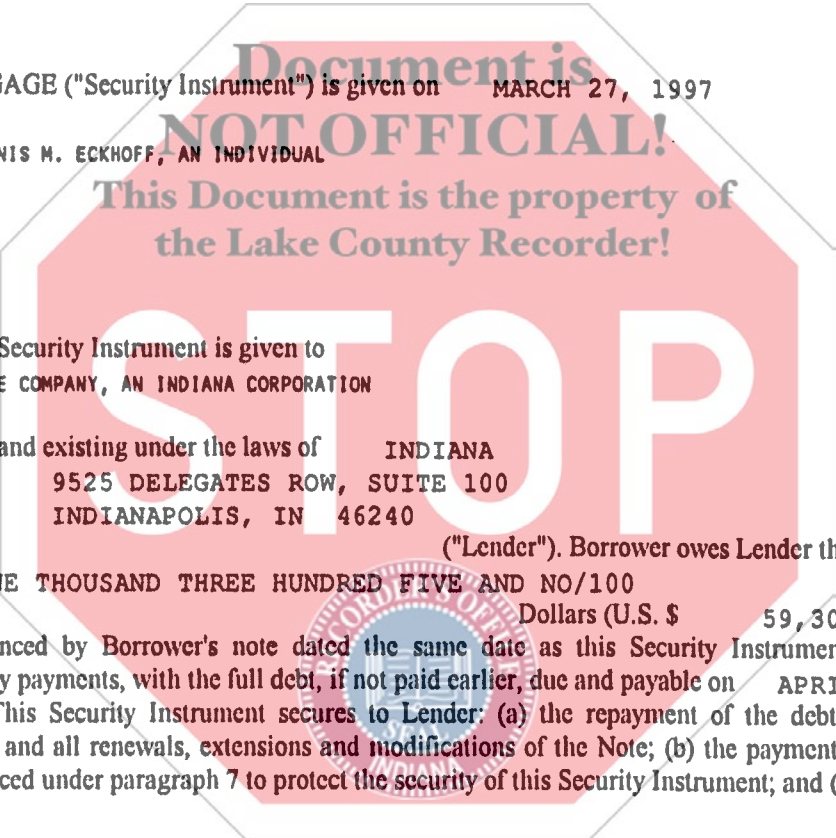 Document is
GAGE ("Security Instrument") is given on MARCH 27, 1997
NOT OFFICIAL!
NIS M. ECKHOFF, AN INDIVIDUAL
This Document is the property of
the Lake County Recorder!
STOP
Security Instrument is given to
E COMPANY, AN INDIANA CORPORATION
and existing under the laws of INDIANA
9525 DELEGATES ROW, SUITE 100
INDIANAPOLIS, IN 46240
("Lender"). Borrower owes Lender th
NE THOUSAND THREE HUNDRED FIVE AND NO/100
Dollars (U.S. $ 59,30
nced by Borrower's note dated the same date as this Security Instrumen
y payments, with the full debt, if not paid earlier, due and payable on APRI
This Security Instrument secures to Lender: (a) the repayment of the debt
and all renewals, extensions and modifications of the Note; (b) the payment
ced under paragraph 7 to protect the security of this Security Instrument; and (
RECORDER'S OFFICE
SEAL
INDIANA